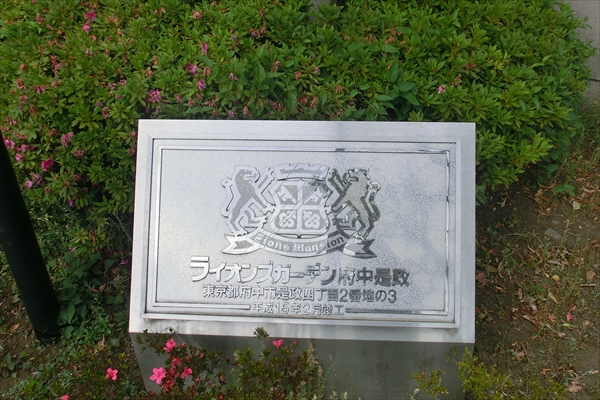 Lions Mansion
ライオンズガーデン府中是政
東京都府中市是政四丁目2番地の3
平成15年2月竣工